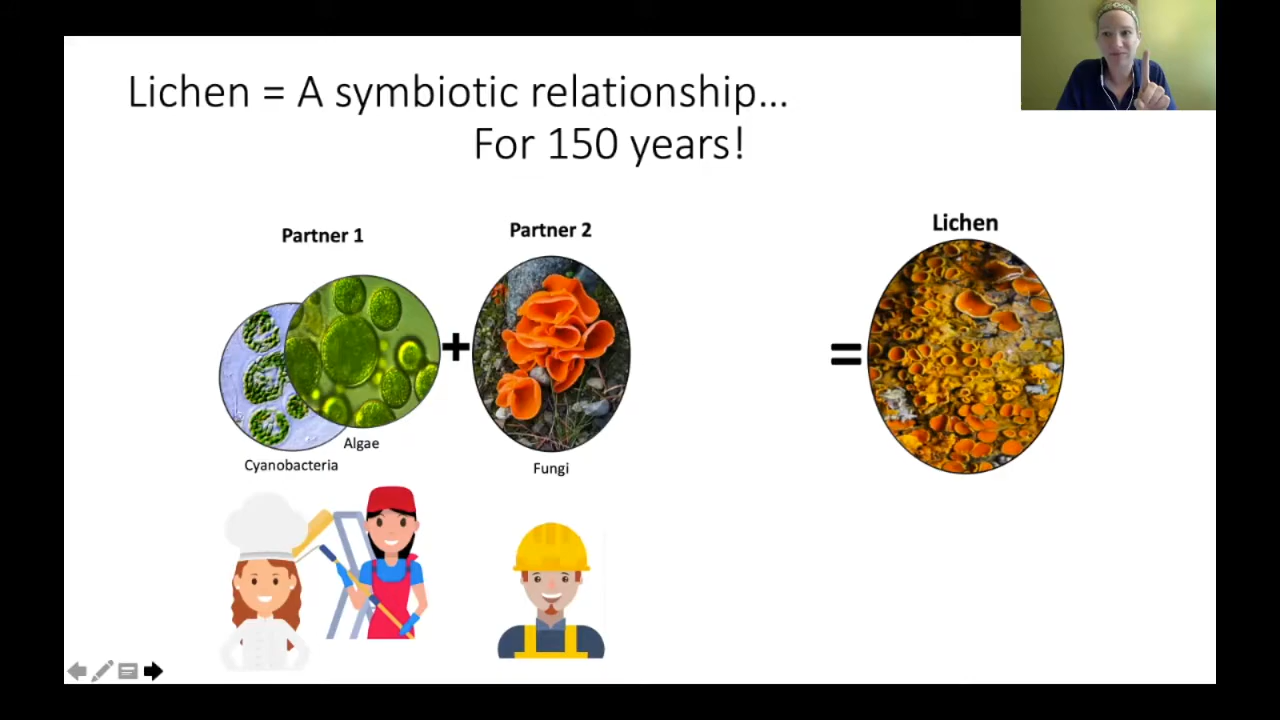 Lichen = A symbiotic relationship...
For 150 years!
Partner 1
Partner 2
Lichen
+
=
Algae
Cyanobacteria
Fungi